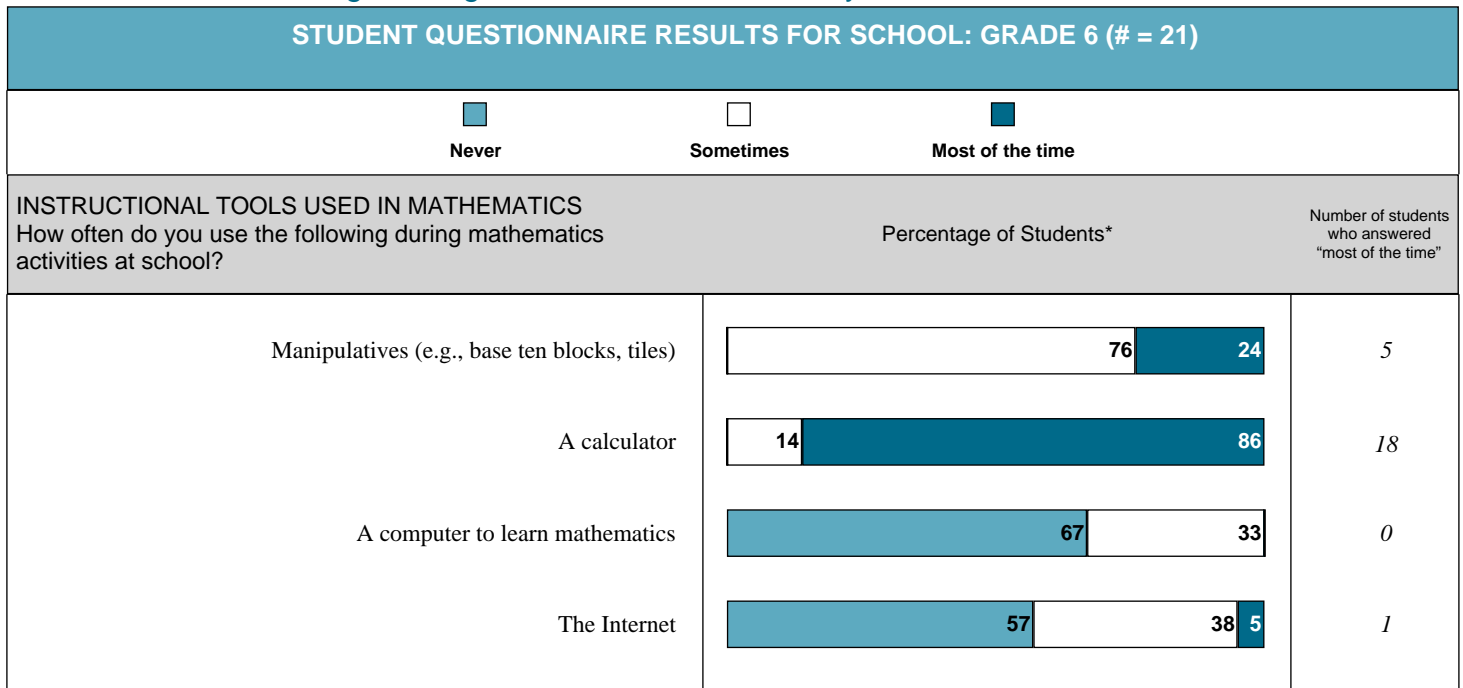 STUDENT QUESTIONNAIRE RESULTS FOR SCHOOL: GRADE 6 (# = 21)
Never
Sometimes
Most of the time
INSTRUCTIONAL TOOLS USED IN MATHEMATICS
How often do you use the following during mathematics
activities at school?
Percentage of Students*
Number of students
who answered
“most of the time”
Manipulatives (e.g., base ten blocks, tiles)
76
24
5
A calculator
14
86
18
A computer to learn mathematics
67
33
0
The Internet
57
38
5
1